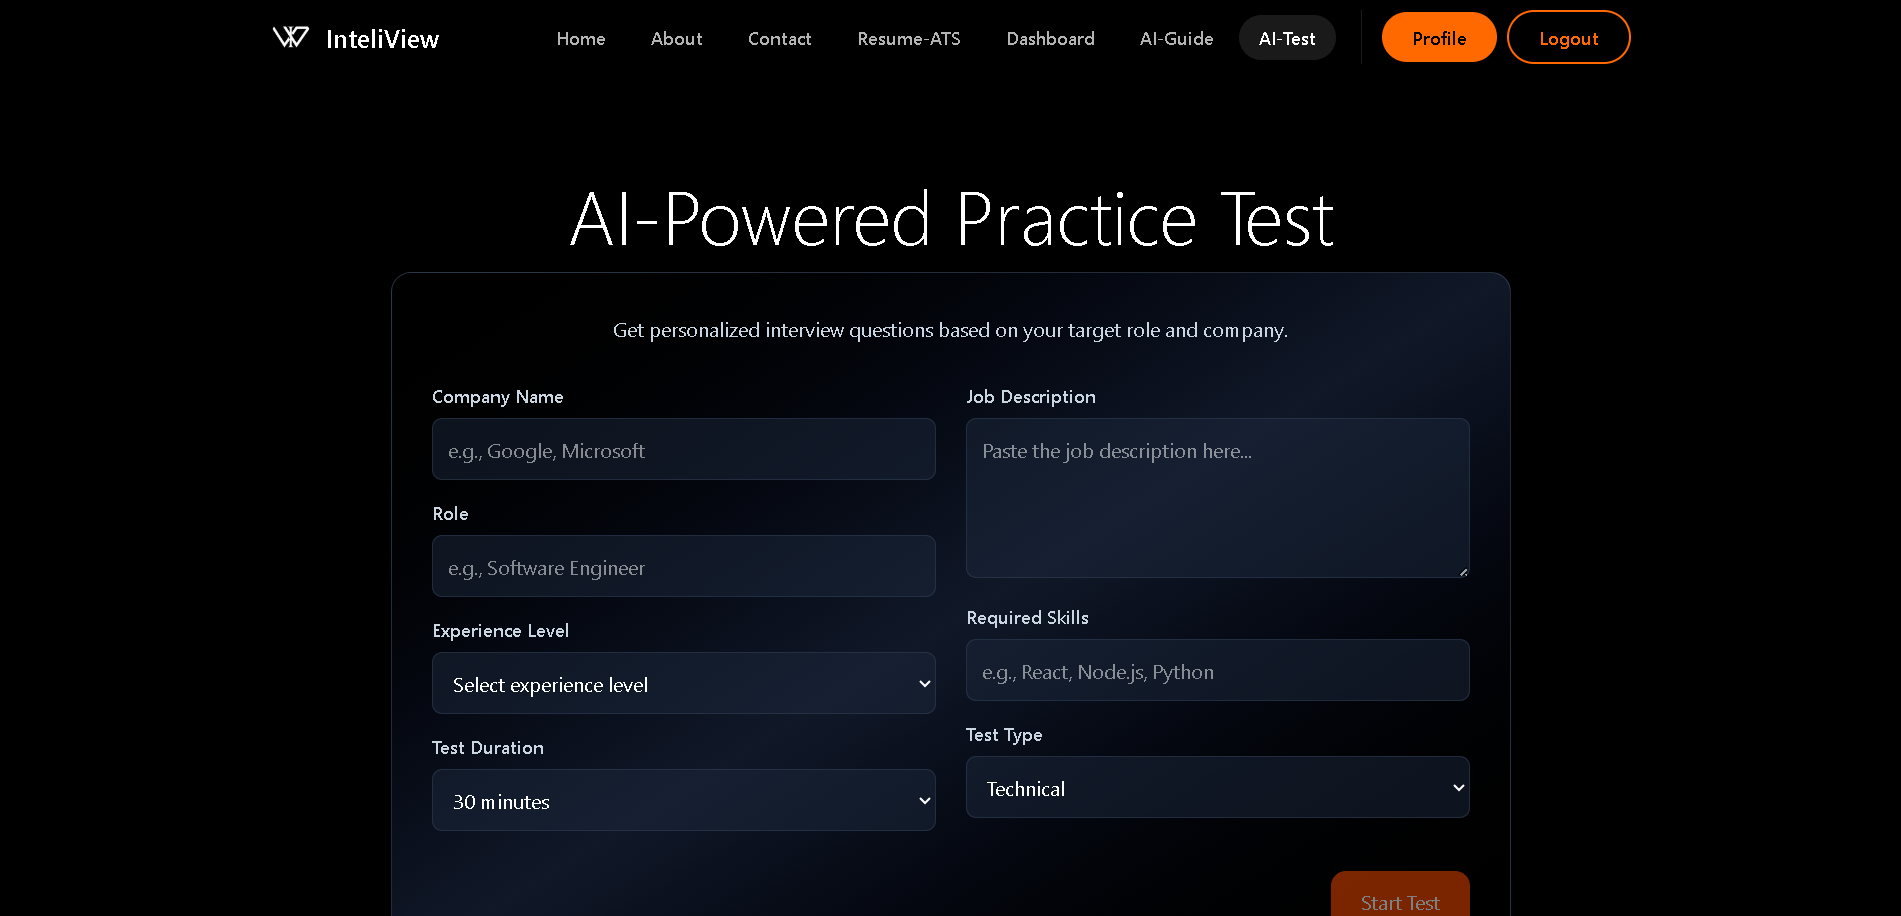 InteliView
Home
About
Contact
Resume-ATS
Dashboard
AI-Guide
AI-Test
Profile
Logout
AI-Powered Practice Test
Get personalized interview questions based on your target role and company.
Company Name
e.g., Google, Microsoft
Role
e.g., Software Engineer
Experience Level
Select experience level
Test Duration
30 minutes
Job Description
Paste the job description here...
Required Skills
e.g., React, Node.js, Python
Test Type
Technical
Start Test